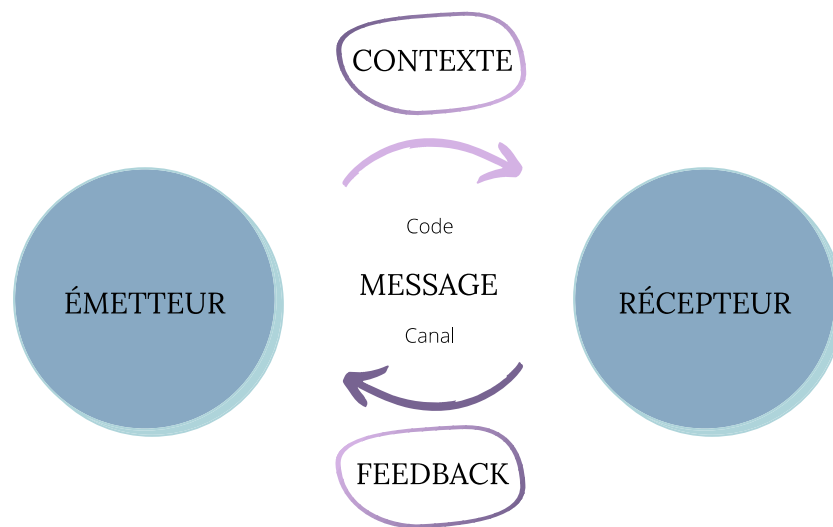 CONTEXTE
Code
ÉMETTEUR
MESSAGE
RÉCEPTEUR
Canal
FEEDBACK